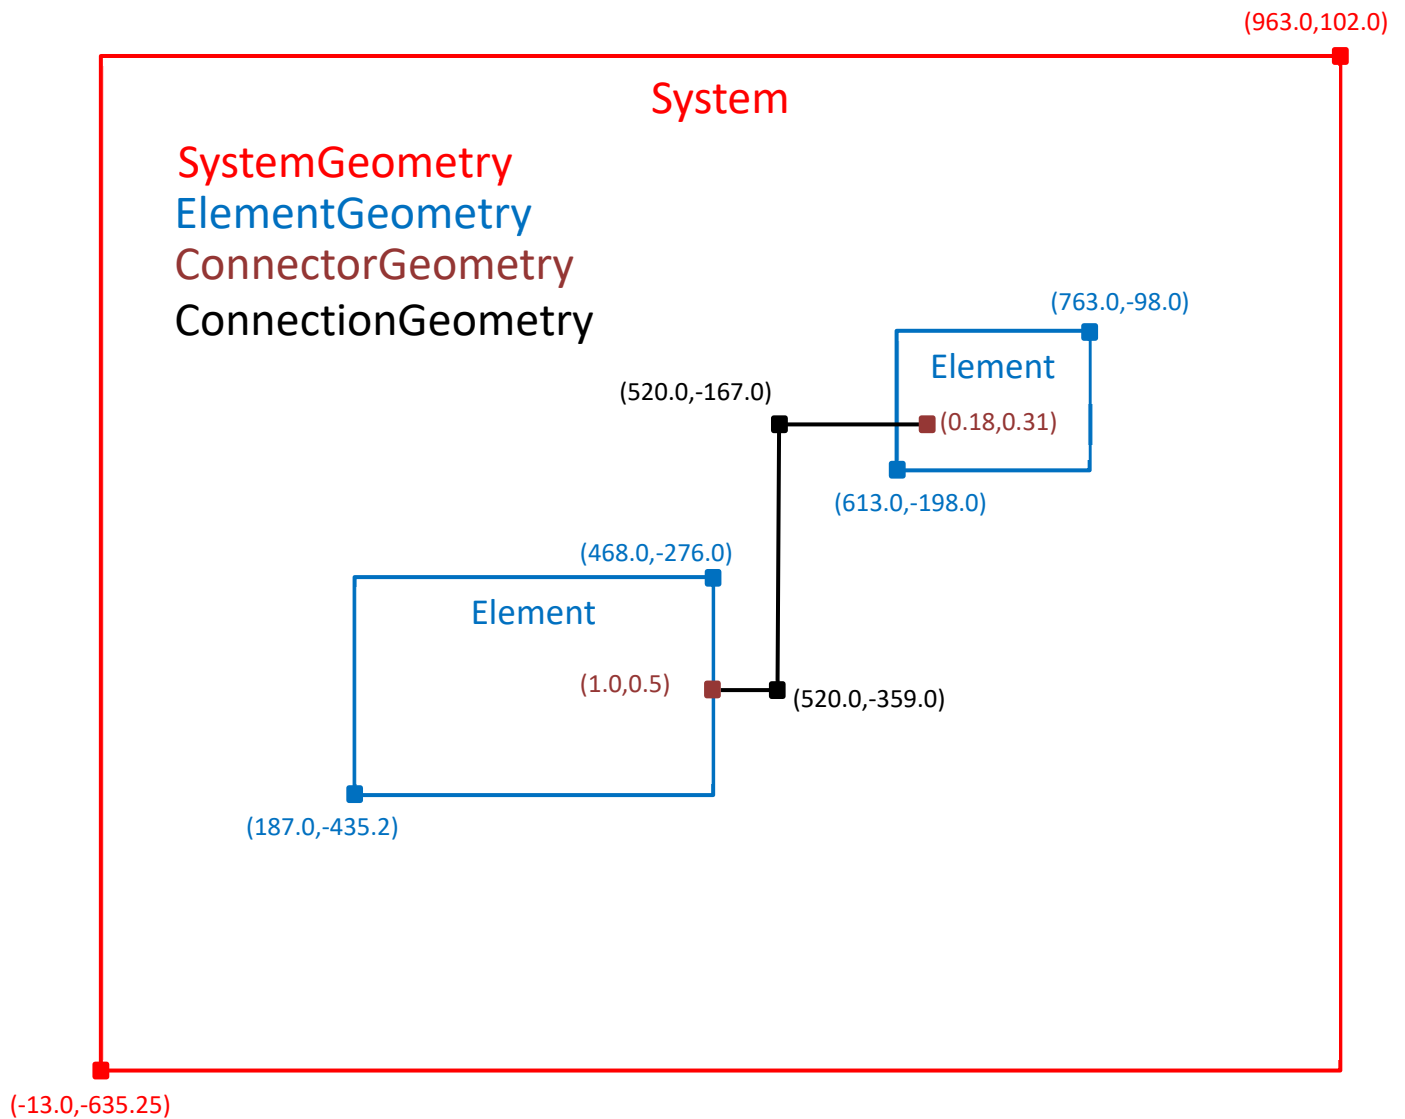 (963.0,102.0)
System
SystemGeometry
ElementGeometry
ConnectorGeometry
ConnectionGeometry
(763.0,-98.0)
Element
(520.0,-167.0)
(0.18,0.31)
(613.0,-198.0)
(468.0,-276.0)
Element
(1.0,0.5)
(520.0,-359.0)
(187.0,-435.2)
(-13.0,-635.25)